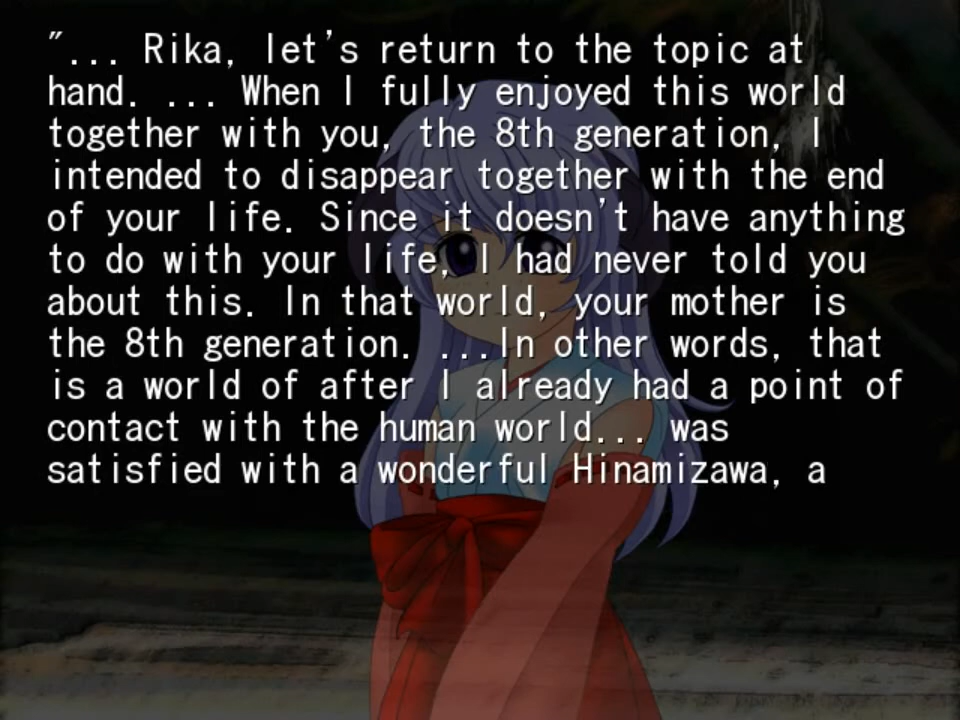 "... Rika, let's return to the topic at
hand. ... When I fully enjoyed this world
together with you, the 8th generation, I
intended to disappear together with the end
of your life. Since it doesn't have anything
to do with your life, I had never told you
about this. In that world, your mother is
the 8th generation. ...In other words, that
is a world of after I already had a point of
contact with the human world... was
satisfied with a wonderful Hinamizawa, a